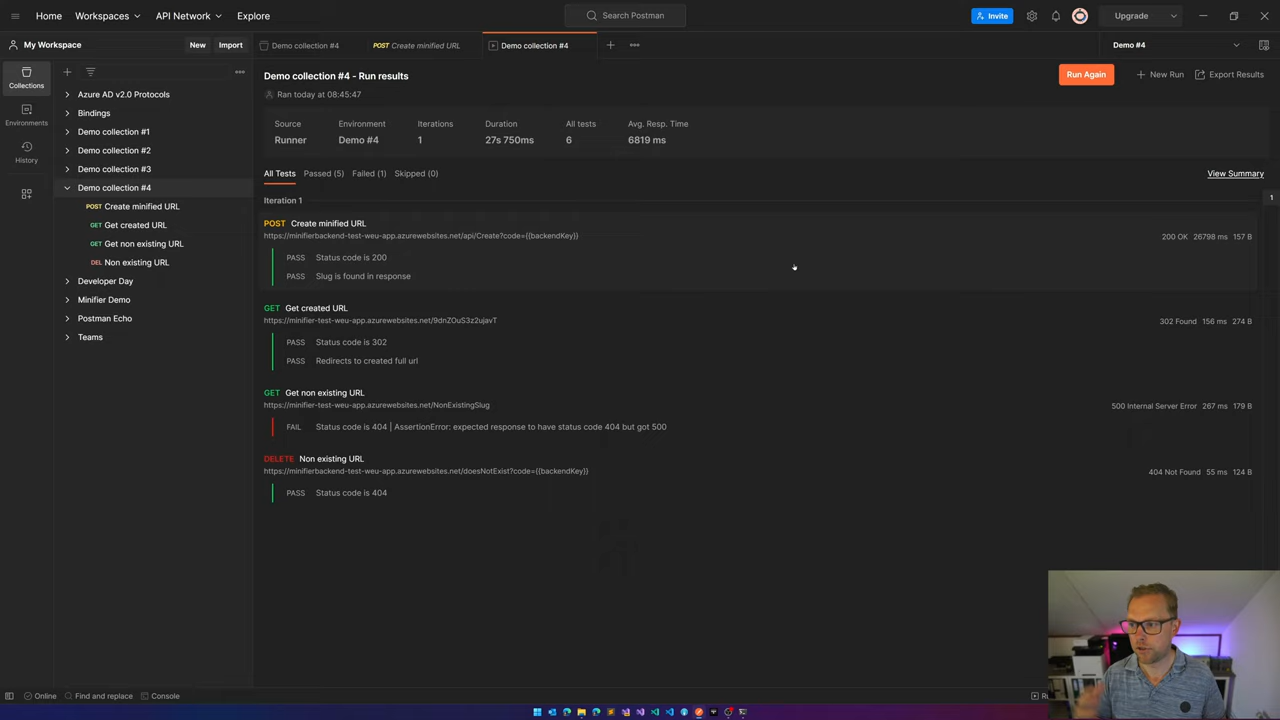 Home Workspaces API Network Explore Search Postman Invite Upgrade
My Workspace New Import Demo collection #4 POST Create minified URL Demo collection #4 Demo #4
Collections
Environments
History
Azure AD v2.0 Protocols
Bindings
Demo collection #1
Demo collection #2
Demo collection #3
Demo collection #4
POST Create minified URL
GET Get created URL
GET Get non existing URL
DEL Non existing URL
Developer Day
Minifier Demo
Postman Echo
Teams
Demo collection #4 - Run results Run Again New Run Export Results
Ran today at 08:45:47
Source Environment Iterations Duration All tests Avg. Resp. Time
Runner Demo #4 1 27s 750ms 6 6819 ms
All Tests Passed (5) Failed (1) Skipped (0) View Summary
Iteration 1 1
POST Create minified URL
https://minifierbackend-test-weu-app.azurewebsites.net/api/Create?code={{backendKey}} 200 OK 26798 ms 157 B
PASS Status code is 200
PASS Slug is found in response
GET Get created URL
https://minifier-test-weu-app.azurewebsites.net/9dnZOuS3z2ujavT 302 Found 156 ms 274 B
PASS Status code is 302
PASS Redirects to created full url
GET Get non existing URL
https://minifier-test-weu-app.azurewebsites.net/NonExistingSlug 500 Internal Server Error 267 ms 179 B
FAIL Status code is 404 | AssertionError: expected response to have status code 404 but got 500
DELETE Non existing URL
https://minifierbackend-test-weu-app.azurewebsites.net/doesNotExist?code={{backendKey}} 404 Not Found 55 ms 124 B
PASS Status code is 404
Online Find and replace Console